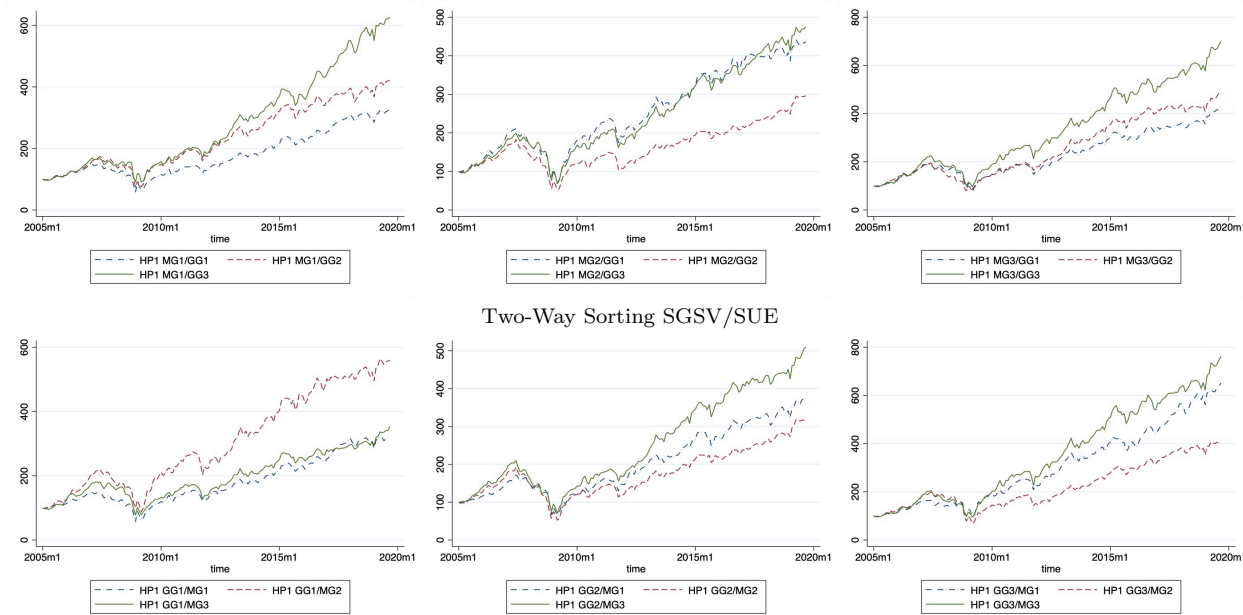 600
400
200
0
2005m1 2010m1 2015m1 2020m1
time
HP1 MG1/GG1 HP1 MG1/GG2
HP1 MG1/GG3
500
400
300
200
100
0
2005m1 2010m1 2015m1 2020m1
time
HP1 MG2/GG1 HP1 MG2/GG2
HP1 MG2/GG3
800
600
400
200
0
2005m1 2010m1 2015m1 2020m1
time
HP1 MG3/GG1 HP1 MG3/GG2
HP1 MG3/GG3
Two-Way Sorting SGSV/SUE
600
400
200
0
2005m1 2010m1 2015m1 2020m1
time
HP1 GG1/MG1 HP1 GG1/MG2
HP1 GG1/MG3
500
400
300
200
100
0
2005m1 2010m1 2015m1 2020m1
time
HP1 GG2/MG1 HP1 GG2/MG2
HP1 GG2/MG3
800
600
400
200
0
2005m1 2010m1 2015m1 2020m1
time
HP1 GG3/MG1 HP1 GG3/MG2
HP1 GG3/MG3